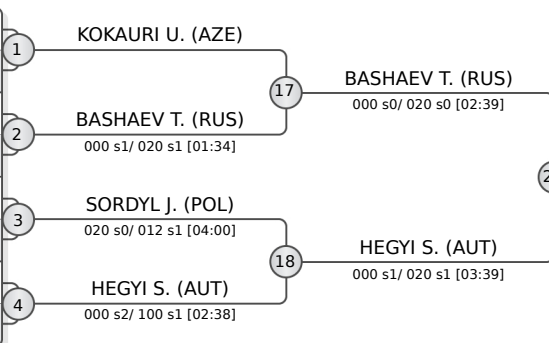 KOKAURI U. (AZE)
1
17
BASHAEV T. (RUS)
000 s0/ 020 s0 [02:39]
BASHAEV T. (RUS)
2
000 s1/ 020 s1 [01:34]
SORDYL J. (POL)
3
020 s0/ 012 s1 [04:00]
18
HEGYI S. (AUT)
000 s1/ 020 s1 [03:39]
HEGYI S. (AUT)
4
000 s2/ 100 s1 [02:38]